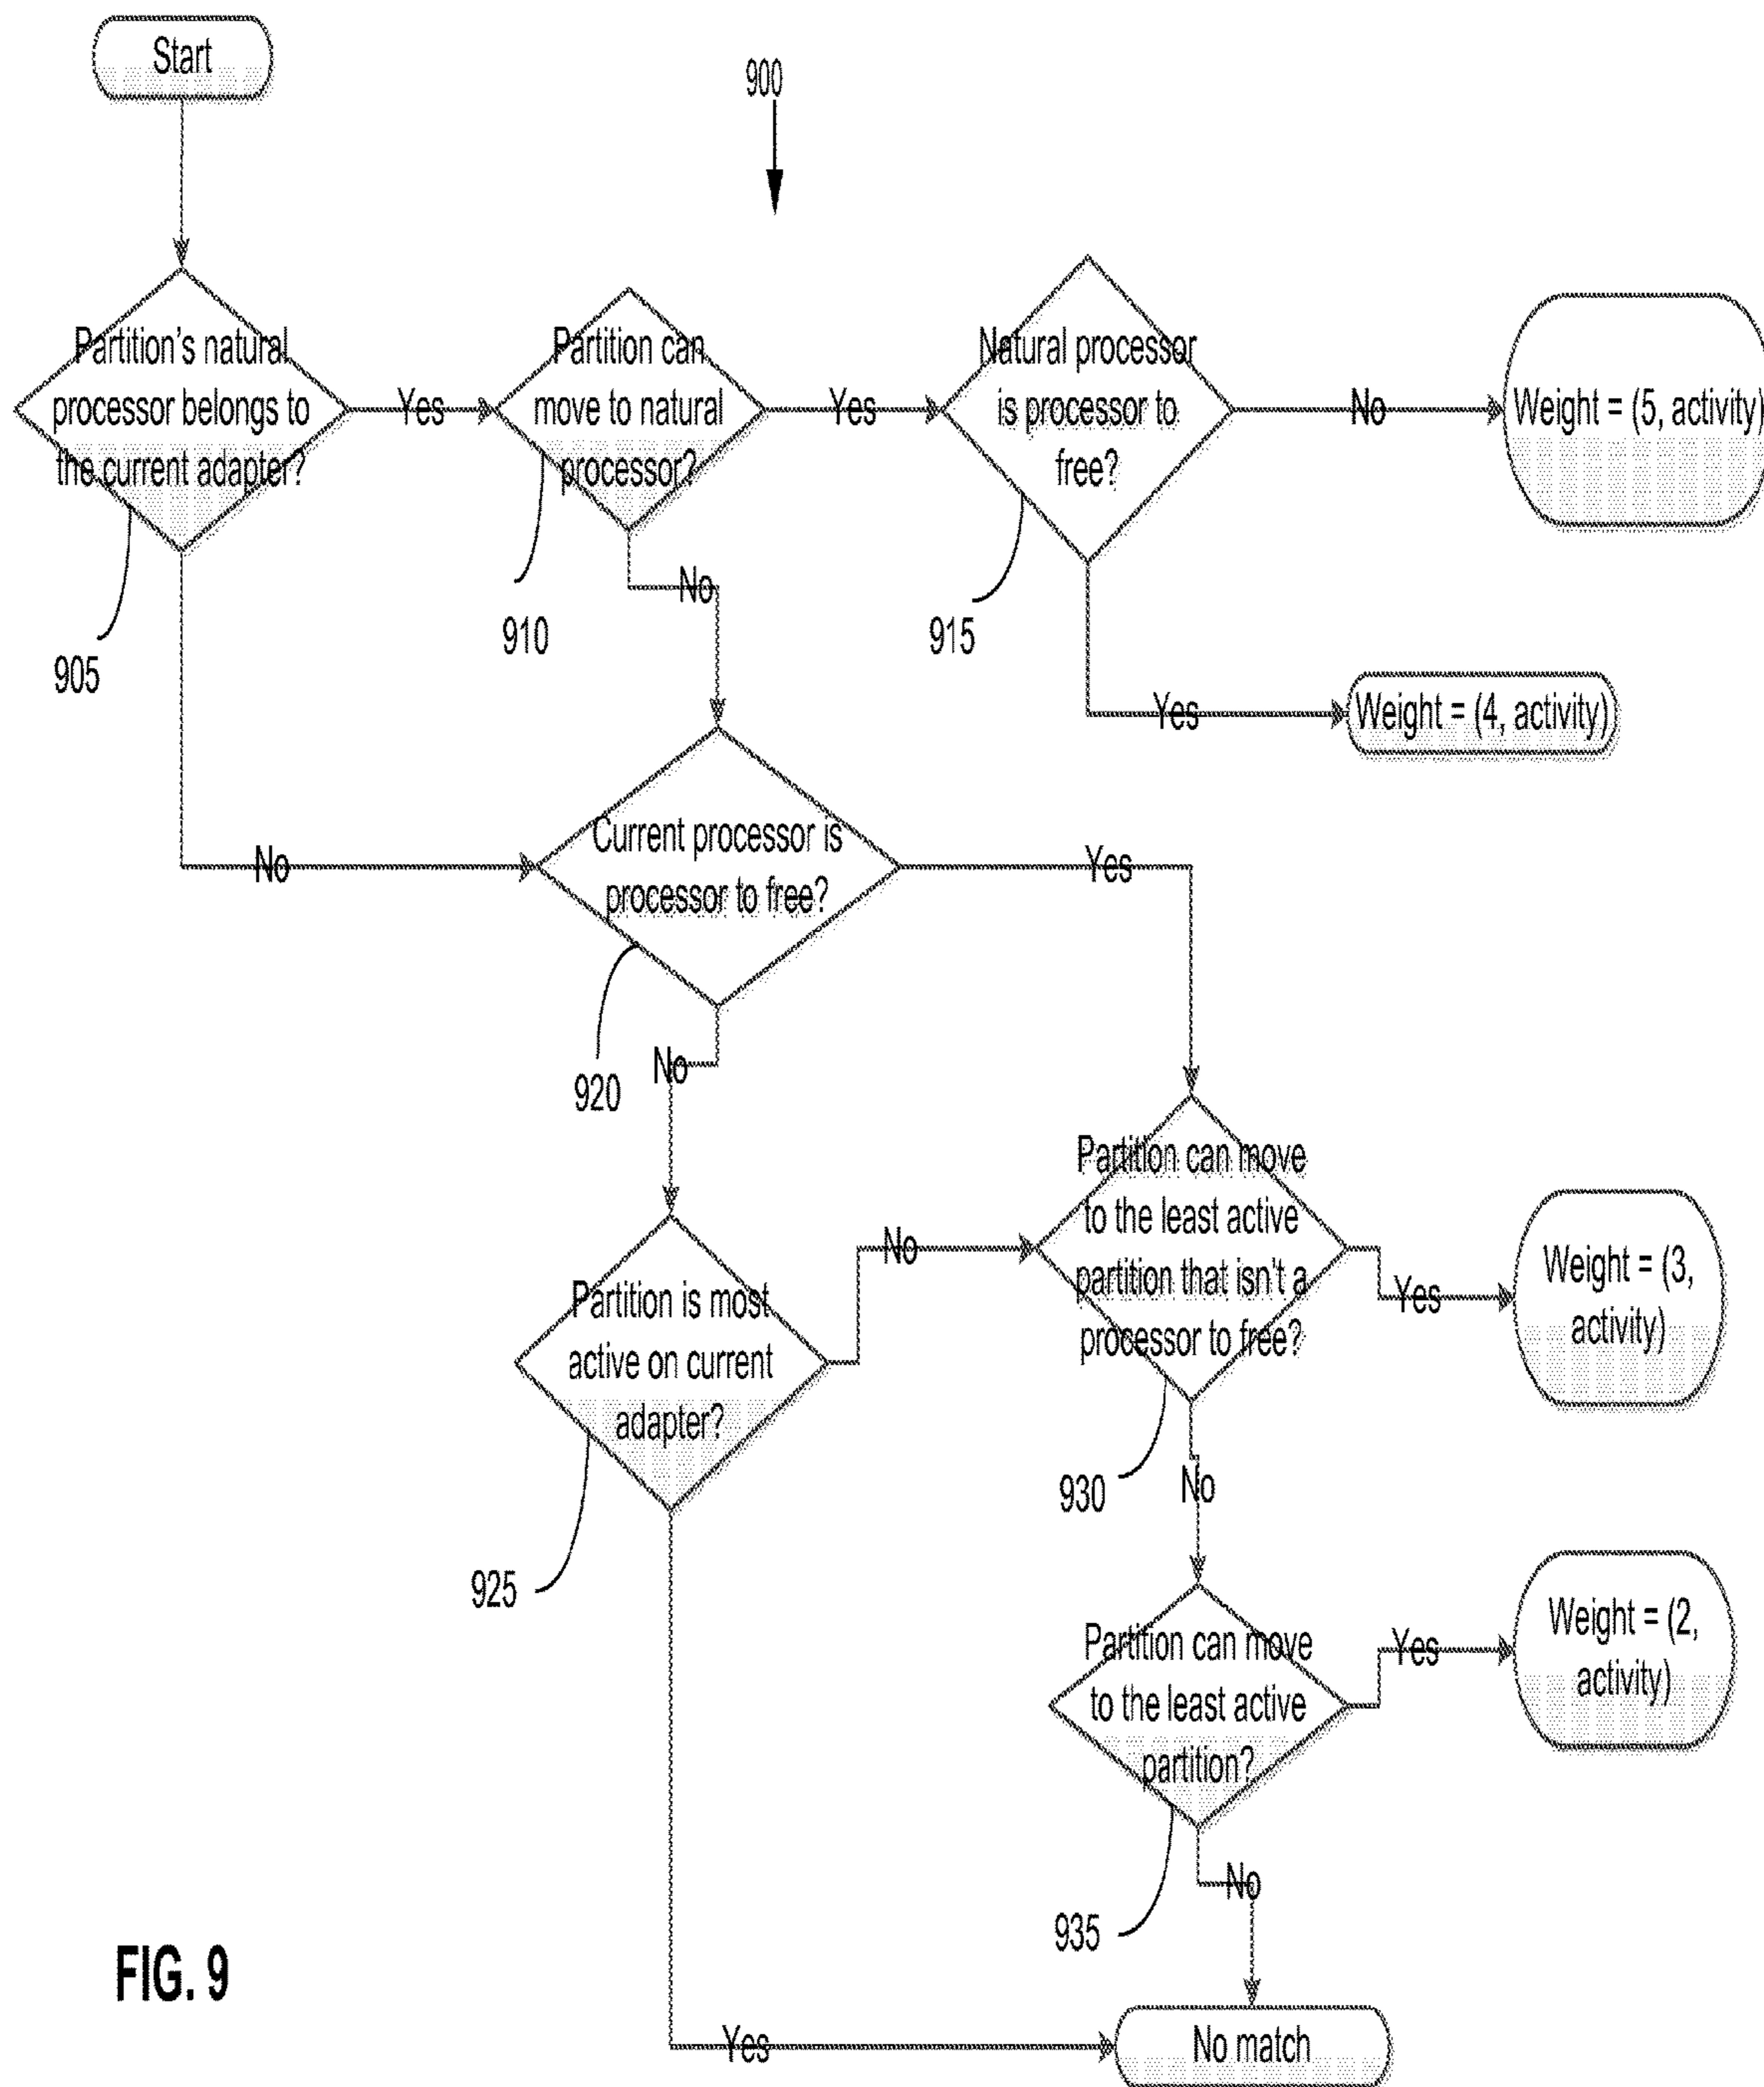 Start
900
Partition's natural
processor belongs to
the current adapter?
Yes
Partition can
move to natural
processor?
Yes
Natural processor
is processor to
free?
No
Weight = (5, activity)
905
910
No
915
Yes
Weight = (4, activity)
No
Current processor is
processor to free?
Yes
920
No
Partition is most
active on current
adapter?
No
Partition can move
to the least active
partition that isn't a
processor to free?
Yes
Weight = (3,
activity)
925
930
No
Partition can move
to the least active
partition?
Yes
Weight = (2,
activity)
935
No
Yes
No match
FIG. 9